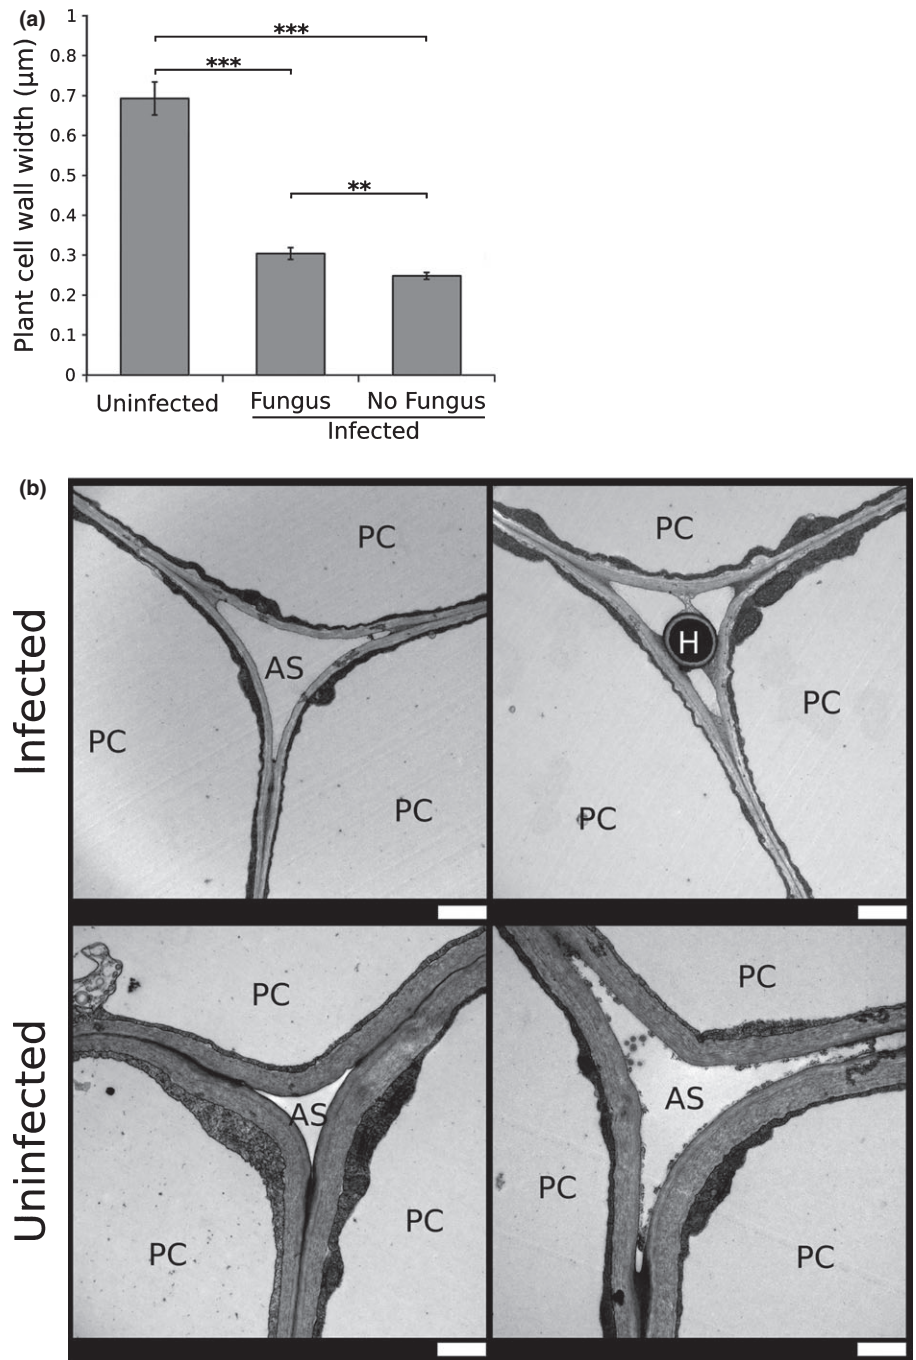 (a)
Plant cell wall width (μm)
1
0.9
0.8
0.7
0.6
0.5
0.4
0.3
0.2
0.1
0
***
***
**
Uninfected
Fungus
No Fungus
Infected
(b)
Infected
PC
AS
PC
PC
PC
H
PC
PC
Uninfected
PC
AS
PC
PC
PC
AS
PC
PC